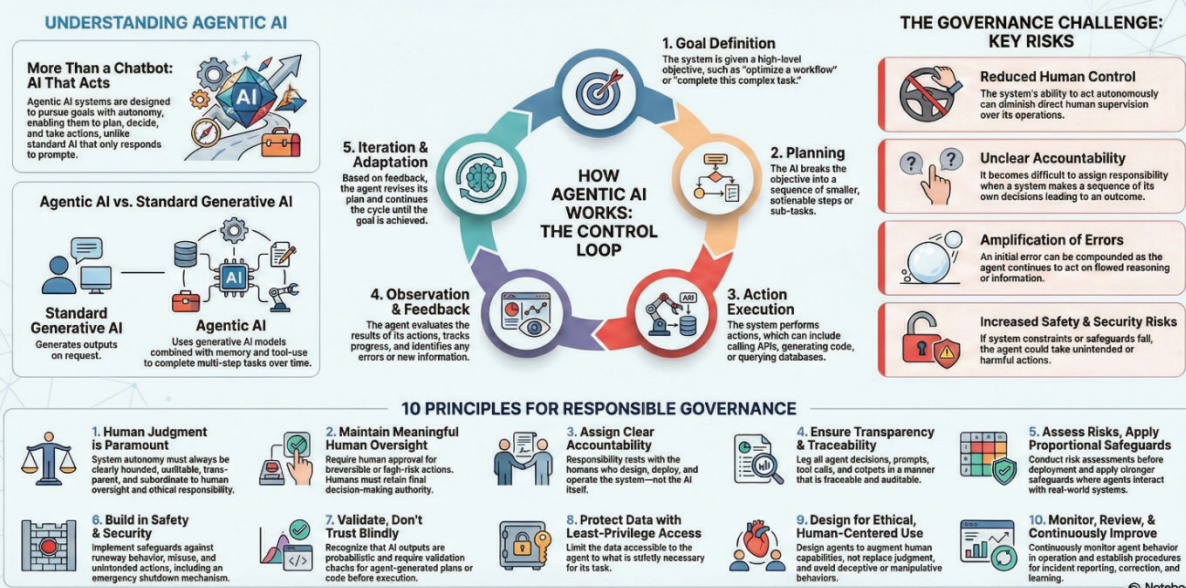 UNDERSTANDING AGENTIC AI
More Than a Chatbot:
AI That Acts
Agentic AI systems are designed
to pursue goals with autonomy,
enabling them to plan, decide,
and take actions, unlike
standard AI that only responds
to prompte.
AI
Agentic AI vs. Standard Generative AI
AI
Standard
Generative AI
Generates outputs
on request.
Agentic AI
Uses generative AI models
combined with memory and tool-use
to complete multi-step tasks over time.
HOW
AGENTIC AI
WORKS:
THE CONTROL
LOOP
1. Goal Definition
The system is given a high-level
objective, such as "optimize a workflow"
or "complete this complex task."
2. Planning
The AI breaks the
objective into a
sequence of smaller,
sotienable steps or
sub-tasks.
ARI
3. Action
Execution
The system performs
actions, which can include
calling APIs, generating code,
or querying databases.
4. Observation
& Feedback
The agent evaluates the
results of its actions, tracks
progress, and identifies any
errors or new information.
5. Iteration &
Adaptation
Based on feedback,
the agent revises its
plan and continues
the cycle until the
goal is achieved.
THE GOVERNANCE CHALLENGE:
KEY RISKS
Reduced Human Control
The system's ability to act autonomously
can diminish direct human supervision
over its operations.
? ?
Unclear Accountability
It becomes difficult to assign responsibility
when a system makes a sequence of its
own decisions leading to an outcome.
Amplification of Errors
An initial error can be compounded as the
agent continues to act on flowed reasoning
or information.
Increased Safety & Security Risks
If system constraints or safeguards fall,
the agent could take unintended or
harmful actions.
10 PRINCIPLES FOR RESPONSIBLE GOVERNANCE
1. Human Judgment
is Paramount
System autonomy must always be
clearly hounded, uurlitable, trans-
parent, and subordinate to human
oversight and ethical responsibility.
2. Maintain Meaningful
Human Oversight
Require human approval for
breversible or fagh-risk actions.
Humans must retain final
decision-making authority.
3. Assign Clear
Accountability
Responsibility rests with the
homans who design, deploy, and
operate the system—not the AI
itself.
4. Ensure Transparency
& Traceability
Leg all agent decisions, prompts,
tool calls, and cotpets in a manner
that is fraceable and auditable.
5. Assess Risks, Apply
Proportional Safeguards
Conduct risk assessments before
deployment and apply cironger
safeguards where agents interact
with real-world systems.
6. Build in Safety
& Security
Implement safeguards against
runeway behavior, misuse, and
unintonded actions, including an
emergency shutdown mechanism.
</>
7. Validate, Don't
Trust Blindly
Recognize that AI outputs are
probabilistic and require validation
chachs for agent-generated plans or
code before execution.
8. Protect Data with
Least-Privilege Access
Limit the data accessible to the
agent to what is strictly necessary
for its task.
9. Design for Ethical,
Human-Centered Use
Design agents to augment human
capabilities, not replace judgment,
and aveld deceptive or manipulative
behaviors.
10. Monitor, Review, &
Continuously Improve
Continuously monitor agent behavior
in operation and establish procedures
for incident reporting, correction, and
learning.